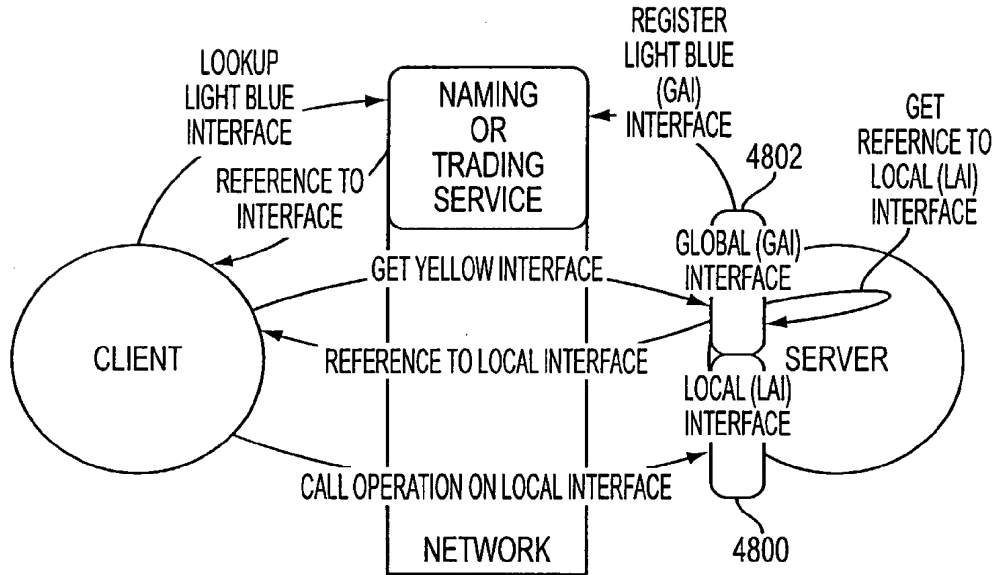 LOOKUP
LIGHT BLUE
INTERFACE
NAMING
OR
TRADING
SERVICE
REGISTER
LIGHT BLUE
(GAI)
INTERFACE
GET
REFERNCE TO
LOCAL (LAI)
INTERFACE
4802
REFERENCE TO
INTERFACE
GLOBAL (GAI)
INTERFACE
GET YELLOW INTERFACE
CLIENT
REFERENCE TO LOCAL INTERFACE
SERVER
LOCAL (LAI)
INTERFACE
CALL OPERATION ON LOCAL INTERFACE
NETWORK
4800